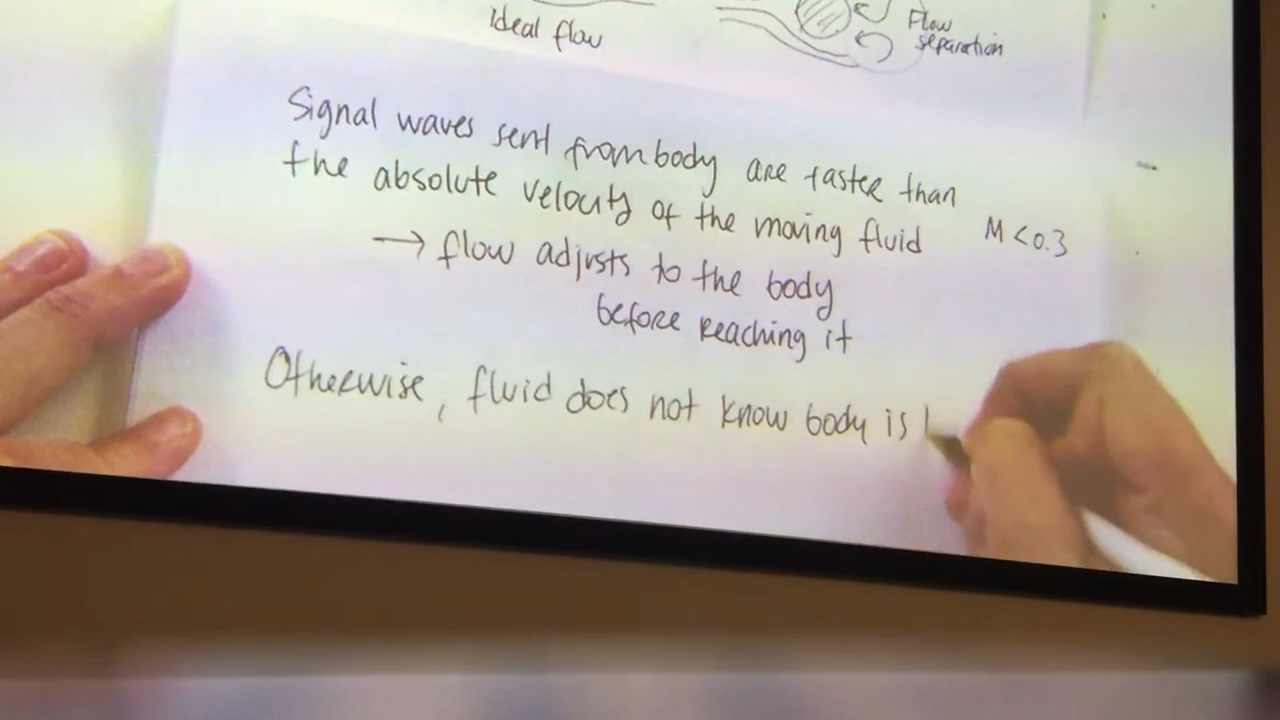 Ideal flow
Flow
separation
Signal waves sent from body are faster than
the absolute velocity of the moving fluid M<0.3
→ flow adjusts to the body
before reaching it
Otherwise, fluid does not know body is